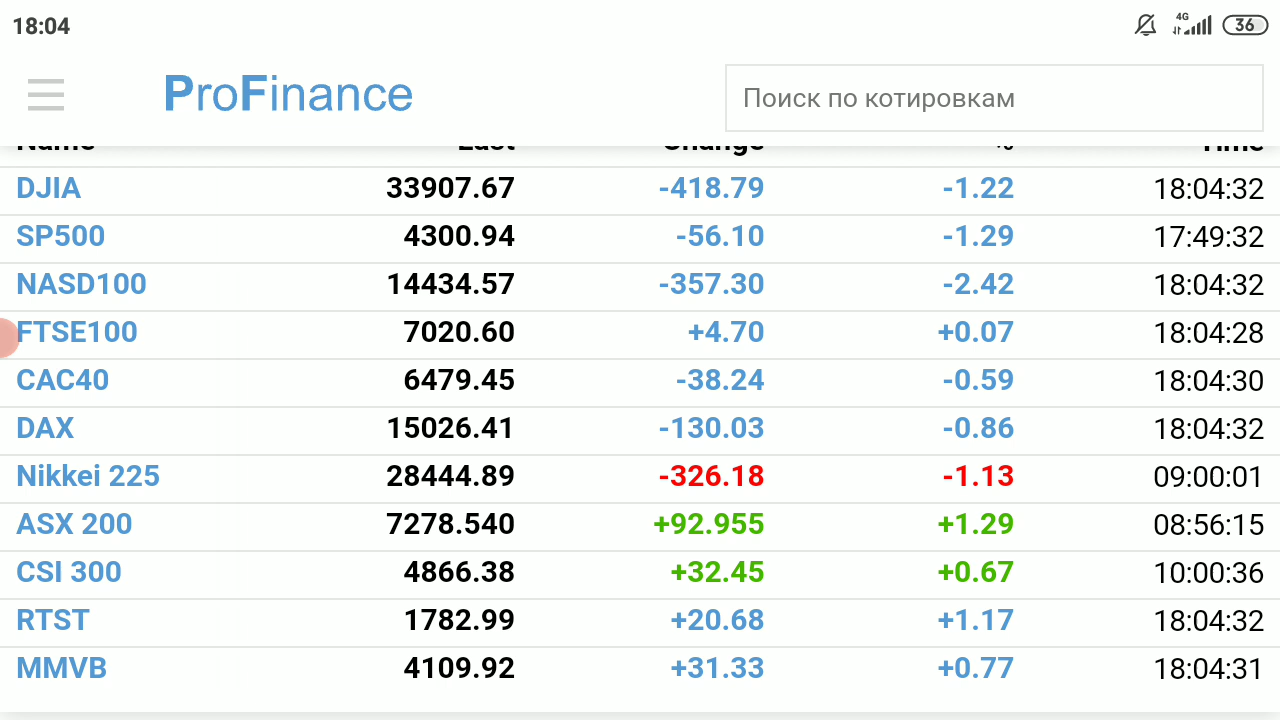 18:04 4G 36
ProFinance Поиск по котировкам
Name Last Change % Time
DJIA 33907.67 -418.79 -1.22 18:04:32
SP500 4300.94 -56.10 -1.29 17:49:32
NASD100 14434.57 -357.30 -2.42 18:04:32
FTSE100 7020.60 +4.70 +0.07 18:04:28
CAC40 6479.45 -38.24 -0.59 18:04:30
DAX 15026.41 -130.03 -0.86 18:04:32
Nikkei 225 28444.89 -326.18 -1.13 09:00:01
ASX 200 7278.540 +92.955 +1.29 08:56:15
CSI 300 4866.38 +32.45 +0.67 10:00:36
RTST 1782.99 +20.68 +1.17 18:04:32
MMVB 4109.92 +31.33 +0.77 18:04:31